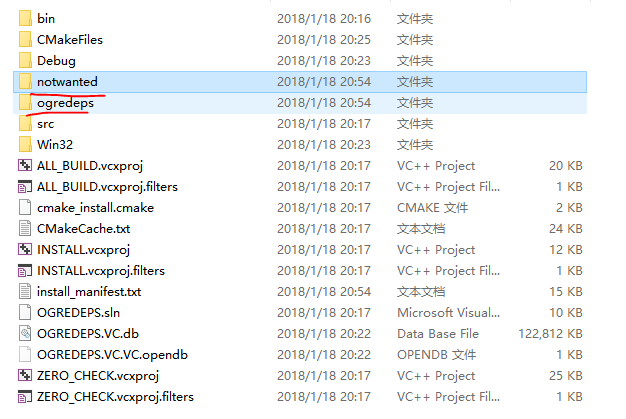 bin 2018/1/18 20:16 文件夹
CMakeFiles 2018/1/18 20:25 文件夹
Debug 2018/1/18 20:23 文件夹
notwanted 2018/1/18 20:54 文件夹
ogredeps 2018/1/18 20:54 文件夹
src 2018/1/18 20:17 文件夹
Win32 2018/1/18 20:23 文件夹
ALL_BUILD.vcxproj 2018/1/18 20:17 VC++ Project 20 KB
ALL_BUILD.vcxproj.filters 2018/1/18 20:17 VC++ Project Fil... 1 KB
cmake_install.cmake 2018/1/18 20:17 CMAKE 文件 2 KB
CMakeCache.txt 2018/1/18 20:17 文本文档 24 KB
INSTALL.vcxproj 2018/1/18 20:17 VC++ Project 12 KB
INSTALL.vcxproj.filters 2018/1/18 20:17 VC++ Project Fil... 1 KB
install_manifest.txt 2018/1/18 20:54 文本文档 15 KB
OGREDEPS.sln 2018/1/18 20:17 Microsoft Visual... 10 KB
OGREDEPS.VC.db 2018/1/18 20:22 Data Base File 122,812 KB
OGREDEPS.VC.VC.opendb 2018/1/18 20:22 OPENDB 文件 1 KB
ZERO_CHECK.vcxproj 2018/1/18 20:17 VC++ Project 25 KB
ZERO_CHECK.vcxproj.filters 2018/1/18 20:17 VC++ Project Fil... 1 KB